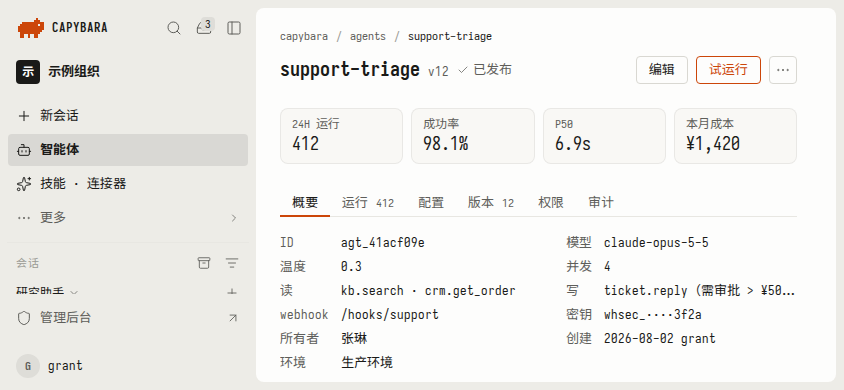 CAPYBARA
3
示 示例组织
新会话
智能体
技能 · 连接器
更多
会话
研究助手
管理后台
G grant
capybara / agents / support-triage
support-triage v12 已发布
编辑 试运行 ···
24H 运行
412
成功率
98.1%
P50
6.9s
本月成本
¥1,420
概要 运行 412 配置 版本 12 权限 审计
ID agt_41acf09e 模型 claude-opus-5-5
温度 0.3 并发 4
读 kb.search · crm.get_order 写 ticket.reply (需审批 > ¥50...
webhook /hooks/support 密钥 whsec_····3f2a
所有者 张琳 创建 2026-08-02 grant
环境 生产环境